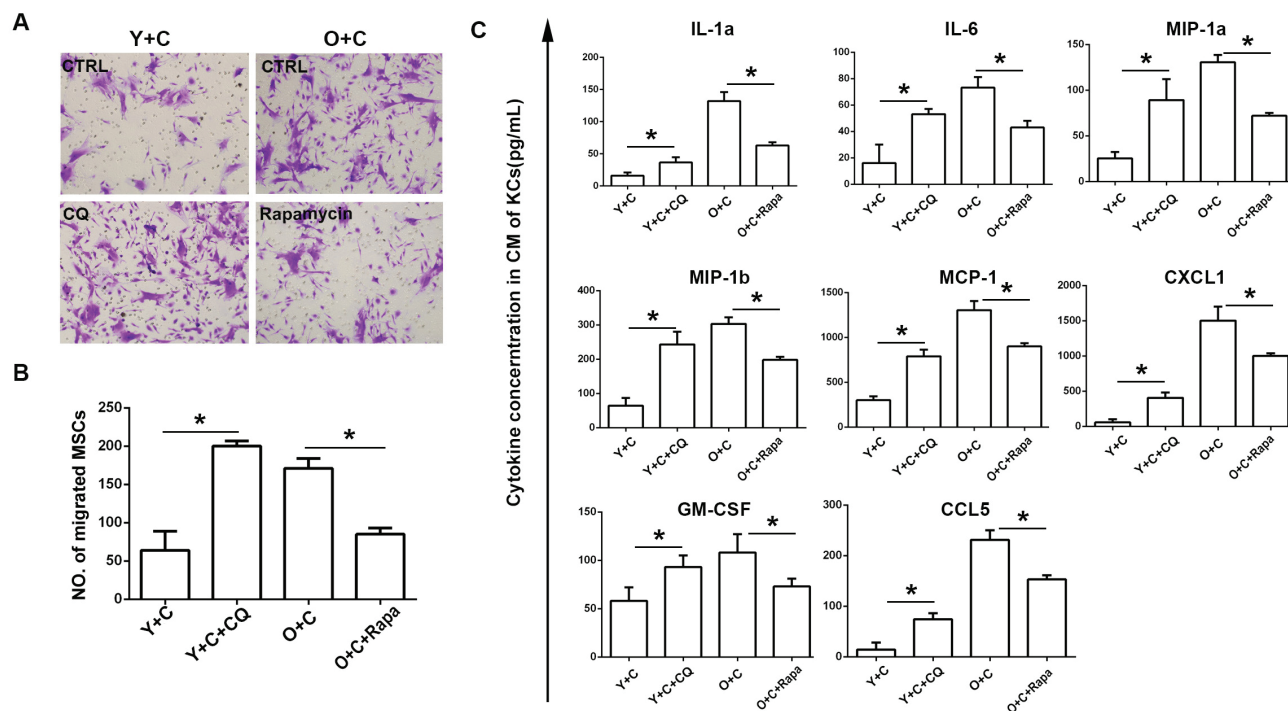 A
Y+C
O+C
CTRL
CTRL
CQ
Rapamycin
B
NO. of migrated MSCs
250
200
150
100
50
0
*
*
Y+C
Y+C+CQ
O+C
O+C+Rapa
C
Cytokine concerntration in CM of KCs(pg/mL)
IL-1a
200
150
100
50
0
*
*
Y+C
Y+C+CQ
O+C
O+C+Rapa
IL-6
100
80
60
40
20
0
*
*
Y+C
Y+C+CQ
O+C
O+C+Rapa
MIP-1a
150
100
50
0
*
*
Y+C
Y+C+CQ
O+C
O+C+Rapa
MIP-1b
400
300
200
100
0
*
*
Y+C
Y+C+CQ
O+C
O+C+Rapa
MCP-1
1500
1000
500
0
*
*
Y+C
Y+C+CQ
O+C
O+C+Rapa
CXCL1
2000
1500
1000
500
0
*
*
Y+C
Y+C+CQ
O+C
O+C+Rapa
GM-CSF
150
100
50
0
*
*
Y+C
Y+C+CQ
O+C
O+C+Rapa
CCL5
300
200
100
0
*
*
Y+C
Y+C+CQ
O+C
O+C+Rapa